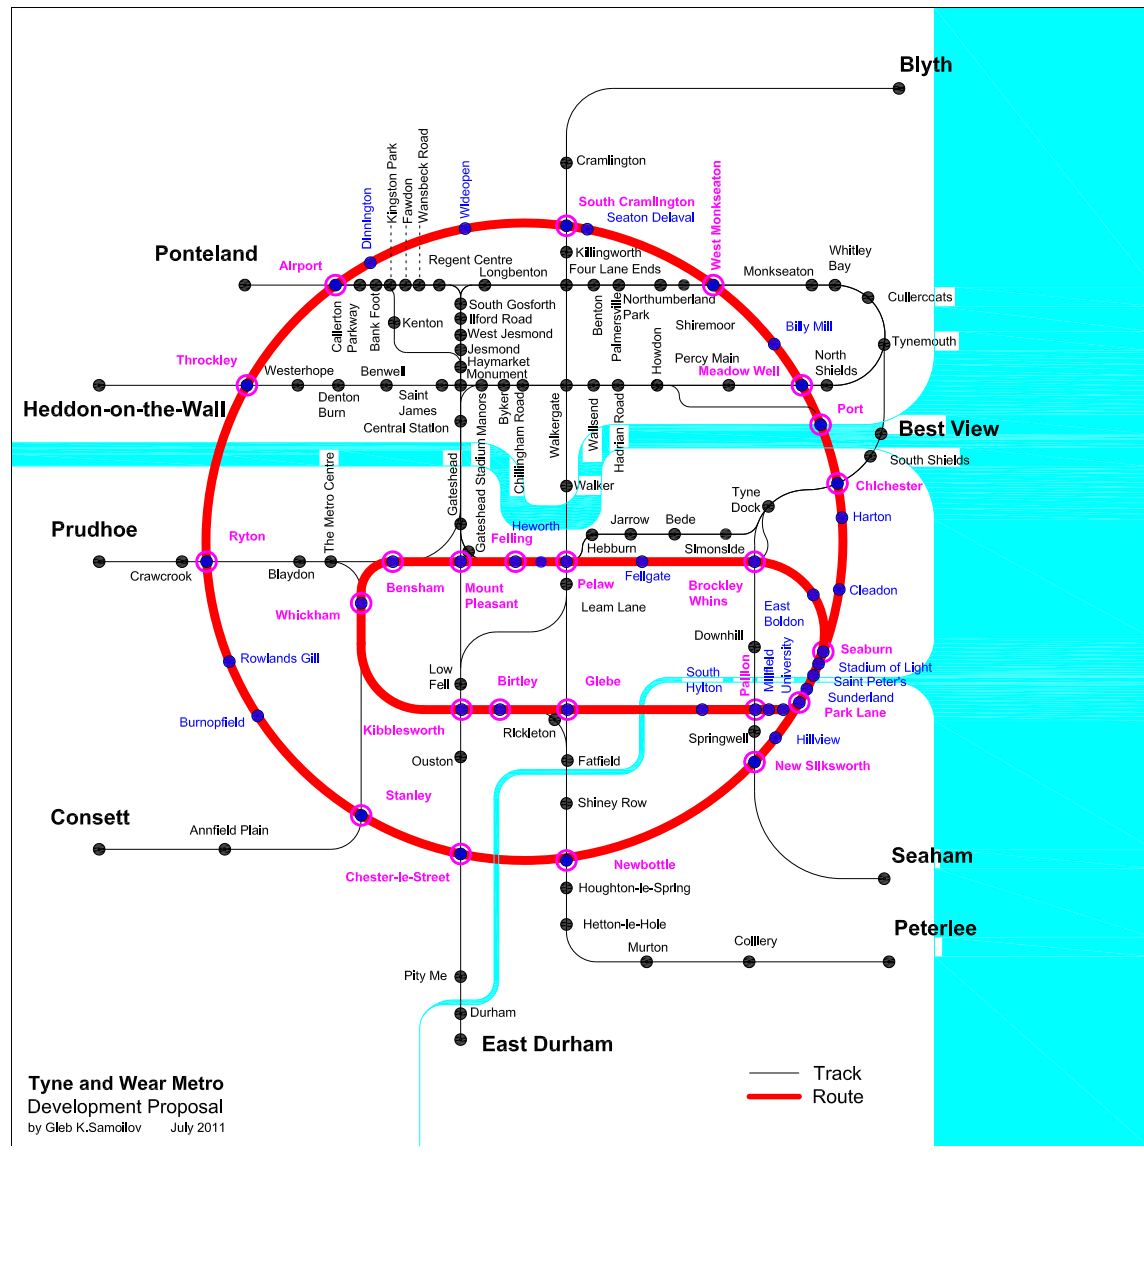 Blyth
Cramlington
Kingston Park
Fawdon
Wansbeck Road
Wideopen
Dinnington
South Cramlington
Seaton Delaval
West Monkseaton
Ponteland
Airport
Regent Centre
Longbenton
Killingworth
Four Lane Ends
Monkseaton
Whitley
Bay
Cullercoats
Callerton
Parkway
Bank Foot
Kenton
South Gosforth
Ilford Road
West Jesmond
Jesmond
Haymarket
Monument
Benton
Palmersville
Northumberland
Park
Shiremoor
Billy Mill
Tynemouth
Throckley
Westerhope
Benwell
Denton
Burn
Saint
James
Howdon
Percy Main
Meadow Well
North
Shields
Heddon-on-the-Wall
Central Station
Manors
Byker
Chillingham Road
Walkergate
Wallsend
Hadrian Road
Port
Best View
South Shields
The Metro Centre
Gateshead
Gateshead Stadium
Walker
Tyne
Dock
Chichester
Harton
Prudhoe
Ryton
Heworth
Felling
Jarrow
Bede
Hebburn
Simonside
Crawcrook
Blaydon
Bensham
Mount
Pleasant
Pelaw
Fellgate
Brockley
Whins
Cleadon
Whickham
Leam Lane
East
Boldon
Rowlands Gill
Low
Fell
Downhill
Millfield
University
Seaburn
Stadium of Light
Saint Peter's
Sunderland
Park Lane
Burnopfield
Kibblesworth
Birtley
Glebe
South
Hylton
Pallion
Rickleton
Springwell
Hillview
Ouston
Fatfield
New Silksworth
Stanley
Shiney Row
Consett
Annfield Plain
Chester-le-Street
Newbottle
Seaham
Houghton-le-Spring
Hetton-le-Hole
Murton
Colliery
Peterlee
Pity Me
Durham
East Durham
Tyne and Wear Metro
Development Proposal
by Gleb K.Samoilov July 2011
Track
Route